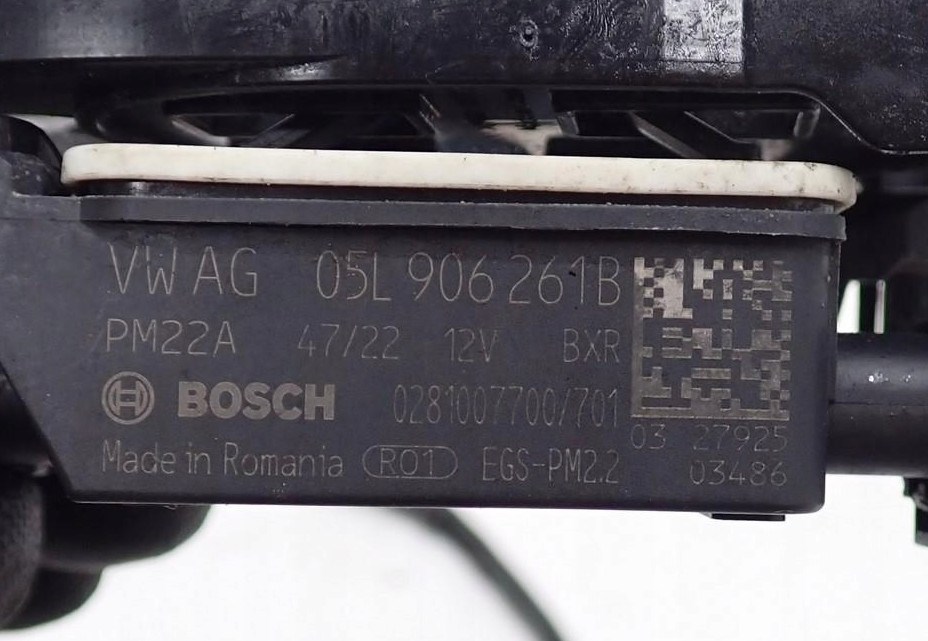 VW AG 05L 906 261B
PM22A 47/22 12V BXR
BOSCH 0281007700/701
03 27925
Made in Romania R01 EGS-PM2.2
03486